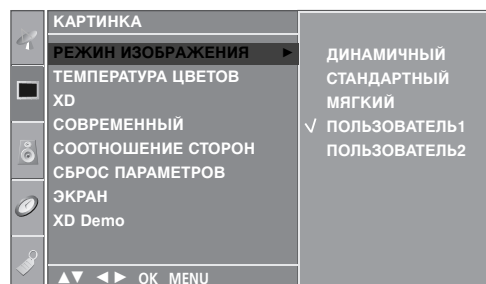 КАРТИНКА
РЕЖИН ИЗОБРАЖЕНИЯ ►
ТЕМПЕРАТУРА ЦВЕТОВ
XD
СОВРЕМЕННЫЙ
СООТНОШЕНИЕ СТОРОН
СБРОС ПАРАМЕТРОВ
ЭКРАН
XD Demo
ДИНАМИЧНЫЙ
СТАНДАРТНЫЙ
МЯГКИЙ
√ ПОЛЬЗОВАТЕЛЬ1
ПОЛЬЗОВАТЕЛЬ2
▲▼ ◄► OK MENU